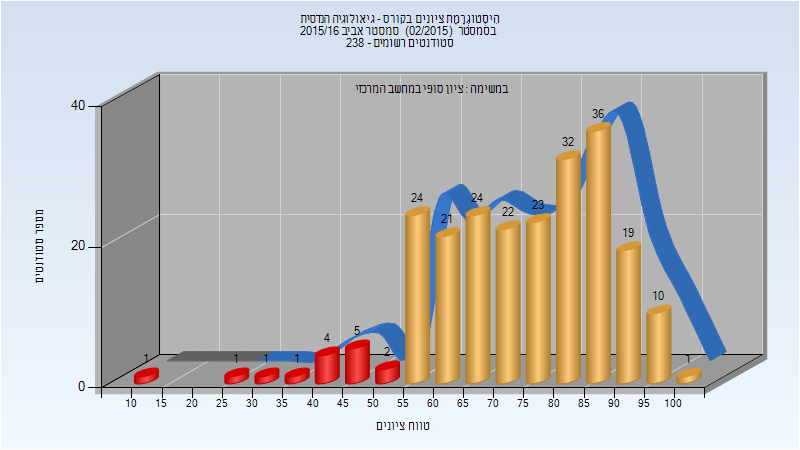 היסטוגרמת ציונים בקורס - גיאולוגיה הנדסית
בסמסטר (02/2015) סמסטר אביב 2015/16
סטודנטים רשומים - 238
במשימה : ציון סופי במחשב המרכזי
מספר סטודנטים
40
20
0
1 1 1 1 4 5 2 24 21 24 22 23 32 36 19 10 1
10 15 20 25 30 35 40 45 50 55 60 65 70 75 80 85 90 95 100
טווח ציונים